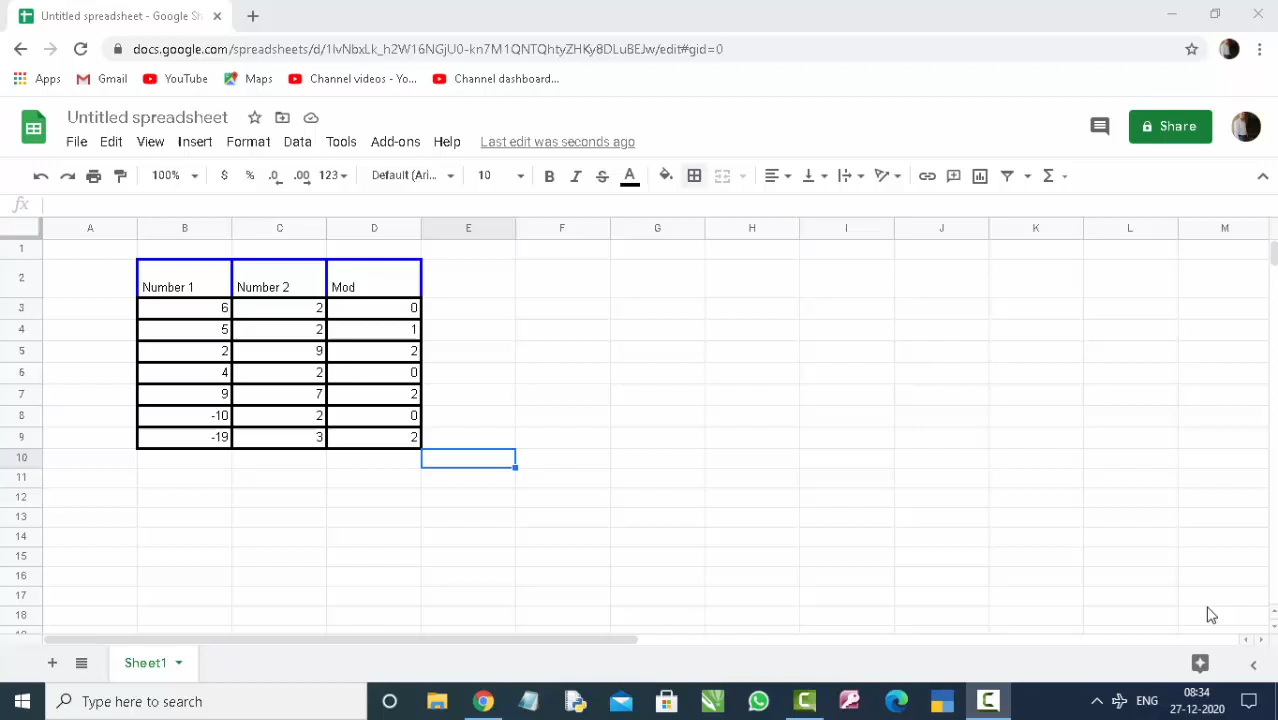 Untitled spreadsheet - Google Sh
docs.google.com/spreadsheets/d/1IvNbxLk_h2W16NGjU0-kn7M1QNTQhtyZHKy8DLuBEJw/edit#gid=0
Apps Gmail YouTube Maps Channel videos - Yo... Channel dashboard...
Untitled spreadsheet
Share
File Edit View Insert Format Data Tools Add-ons Help Last edit was seconds ago
100% $ % .0 .00 123 Default (Ari... 10 B I S A Σ
fx
A B C D E F G H I J K L M
1
2 Number 1 Number 2 Mod
3 6 2 0
4 5 2 1
5 2 9 2
6 4 2 0
7 9 7 2
8 -10 2 0
9 -19 3 2
10
11
12
13
14
15
16
17
18
Sheet1
Type here to search
ENG
08:34
27-12-2020